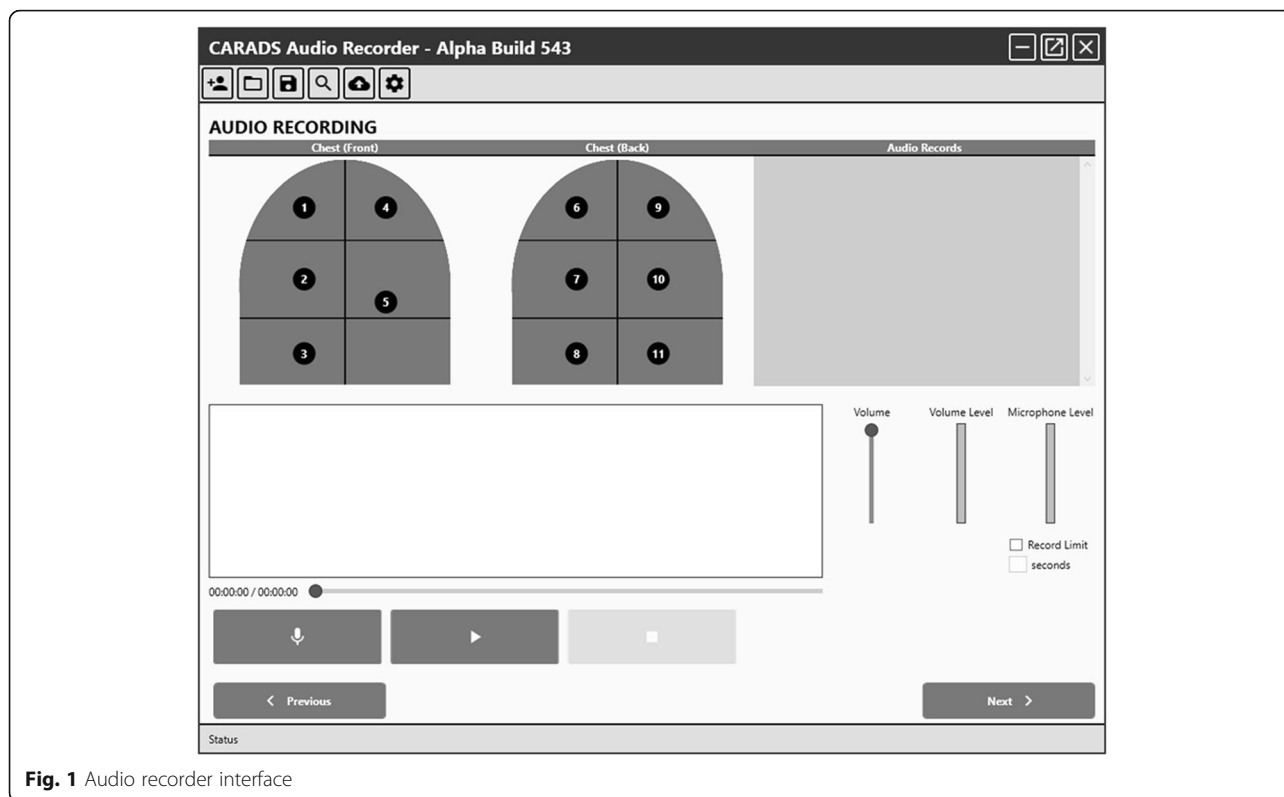 CARADS Audio Recorder - Alpha Build 543
AUDIO RECORDING
Chest (Front) Chest (Back) Audio Records
1 4 6 9
2 7 10
5
3 8 11
Volume Volume Level Microphone Level
Record Limit
seconds
00:00:00 / 00:00:00
Previous Next
Status
Fig. 1 Audio recorder interface